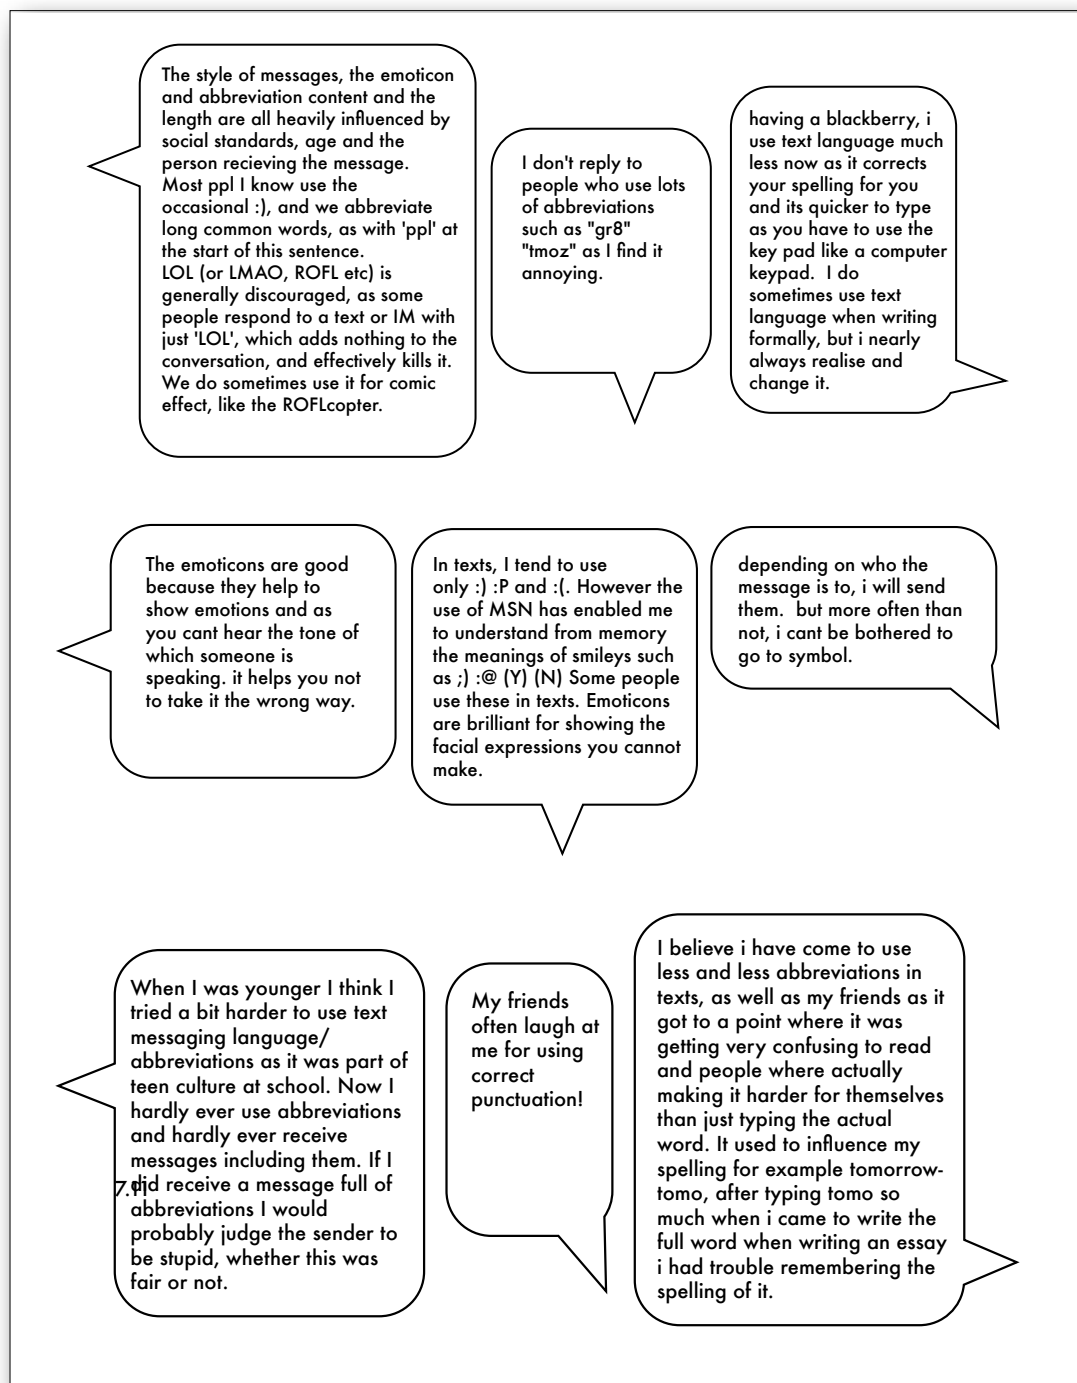 The style of messages, the emoticon
and abbreviation content and the
length are all heavily influenced by
social standards, age and the
person recieving the message.
Most ppl I know use the
occasional :), and we abbreviate
long common words, as with 'ppl' at
the start of this sentence.
LOL (or LMAO, ROFL etc) is
generally discouraged, as some
people respond to a text or IM with
just 'LOL', which adds nothing to the
conversation, and effectively kills it.
We do sometimes use it for comic
effect, like the ROFLcopter.
I don't reply to
people who use lots
of abbreviations
such as "gr8"
"tmoz" as I find it
annoying.
having a blackberry, i
use text language much
less now as it corrects
your spelling for you
and its quicker to type
as you have to use the
key pad like a computer
keypad.  I do
sometimes use text
language when writing
formally, but i nearly
always realise and
change it.
The emoticons are good
because they help to
show emotions and as
you cant hear the tone of
which someone is
speaking. it helps you not
to take it the wrong way.
In texts, I tend to use
only :) :P and :(. However the
use of MSN has enabled me
to understand from memory
the meanings of smileys such
as ;) :@ (Y) (N) Some people
use these in texts. Emoticons
are brilliant for showing the
facial expressions you cannot
make.
depending on who the
message is to, i will send
them.  but more often than
not, i cant be bothered to
go to symbol.
When I was younger I think I
tried a bit harder to use text
messaging language/
abbreviations as it was part of
teen culture at school. Now I
hardly ever use abbreviations
and hardly ever receive
messages including them. If I
did receive a message full of
abbreviations I would
probably judge the sender to
be stupid, whether this was
fair or not.
My friends
often laugh at
me for using
correct
punctuation!
I believe i have come to use
less and less abbreviations in
texts, as well as my friends as it
got to a point where it was
getting very confusing to read
and people where actually
making it harder for themselves
than just typing the actual
word. It used to influence my
spelling for example tomorrow-
tomo, after typing tomo so
much when i came to write the
full word when writing an essay
i had trouble remembering the
spelling of it.